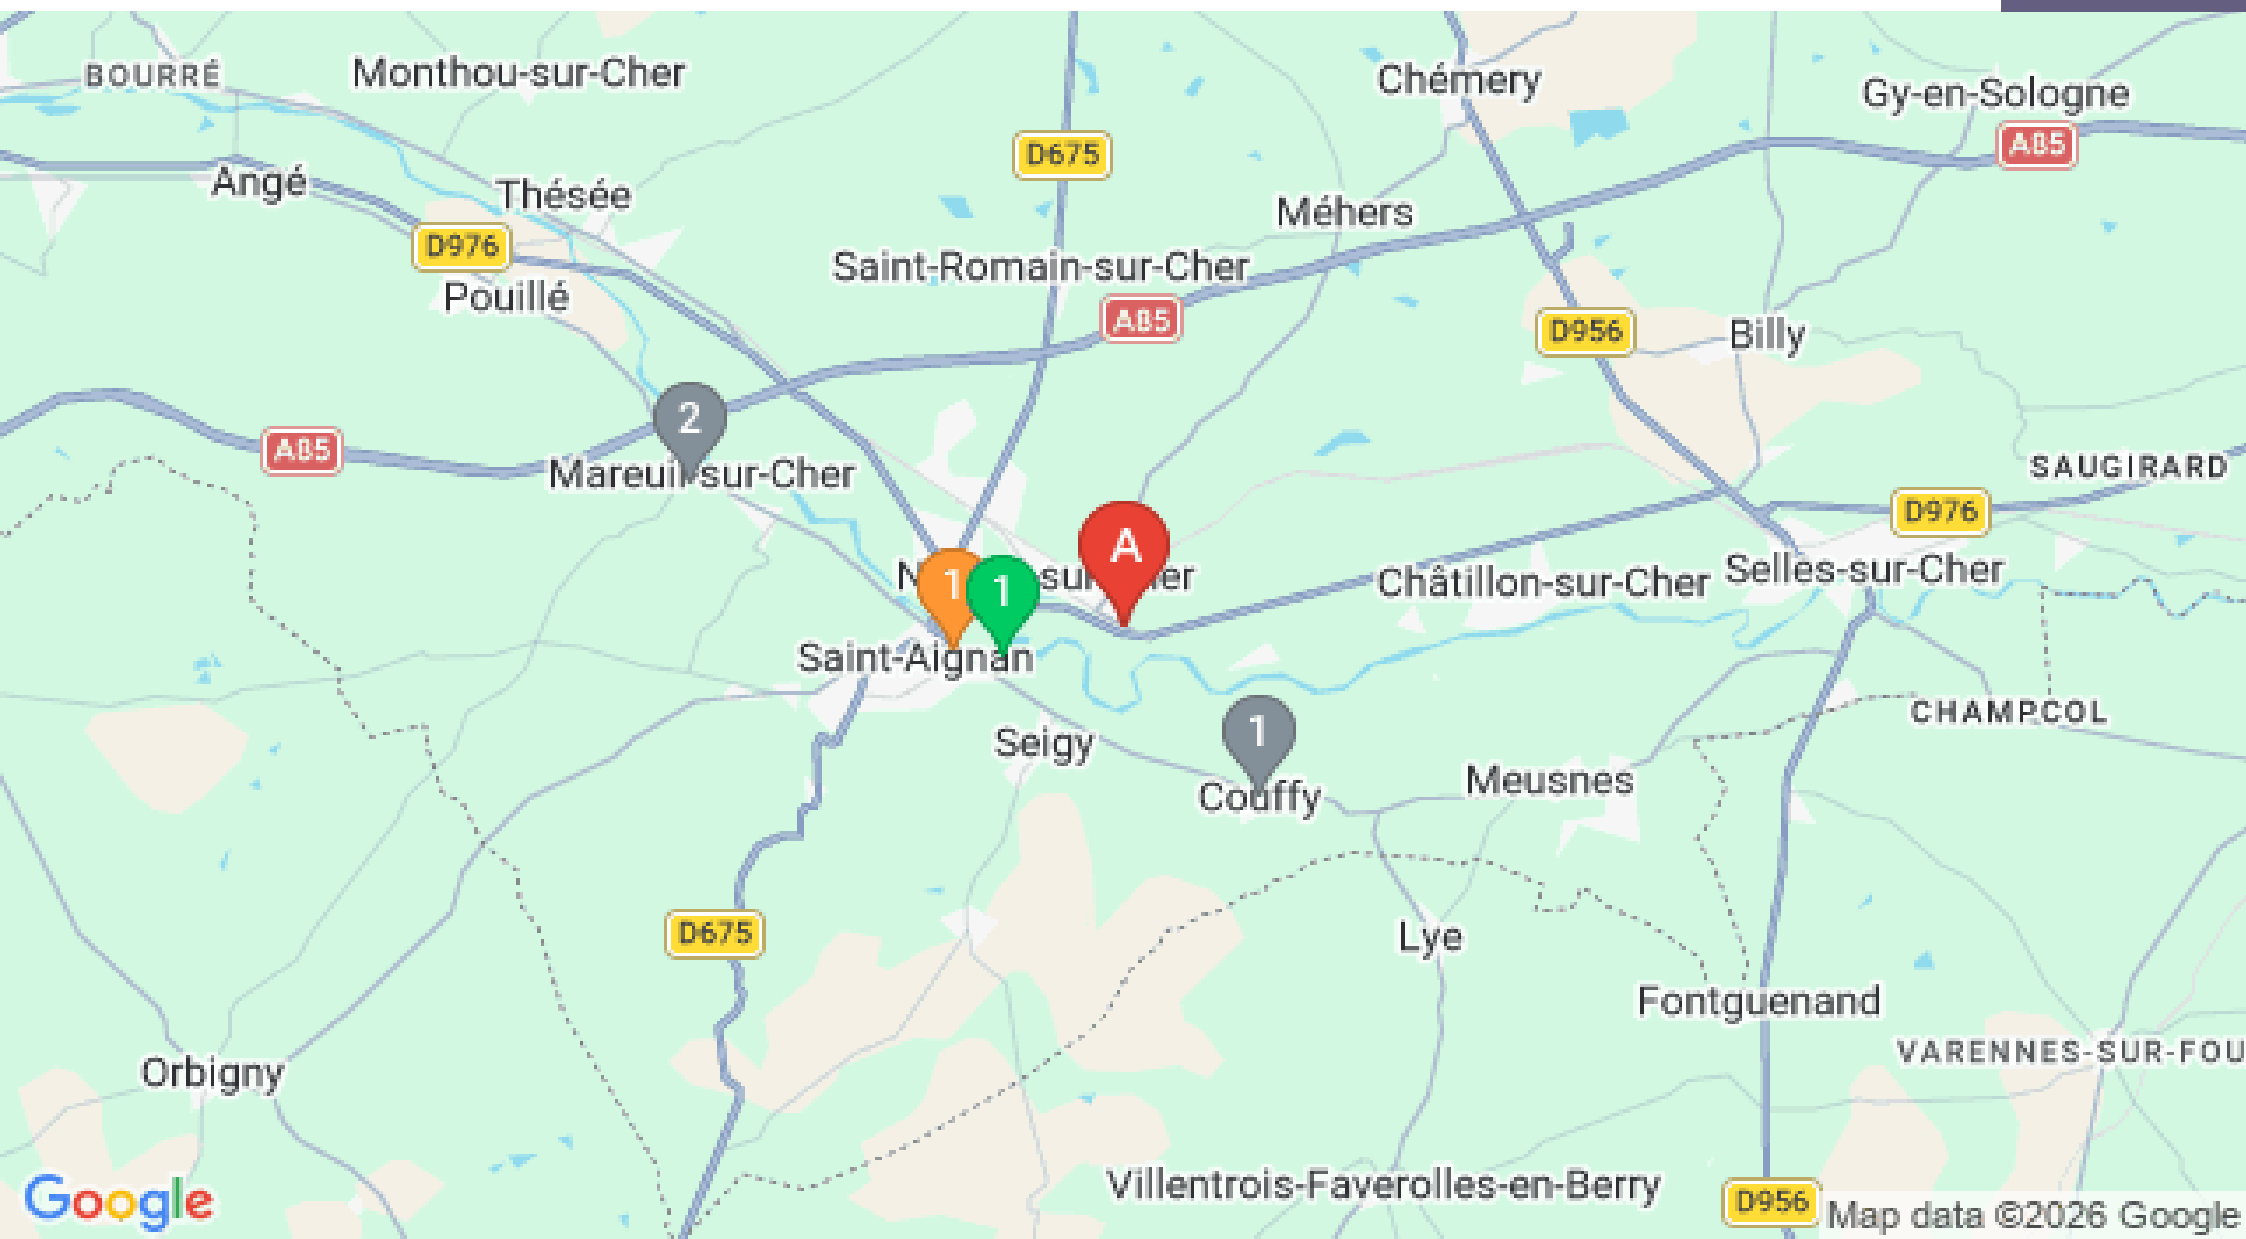 BOURRÉ
Monthou-sur-Cher
Chémery
Gy-en-Sologne
D675
A85
Angé
Thésée
Méhers
D976
Saint-Romain-sur-Cher
Pouillé
A85
D956
Billy
2
A85
Mareuil-sur-Cher
SAUGIRARD
D976
A
1
1
sur
er
Châtillon-sur-Cher
Selles-sur-Cher
Saint-Aignan
CHAMPCOL
1
Seigy
Couffy
Meusnes
D675
Lye
Fontguenand
VARENNES-SUR-FOU
Orbigny
Villentrois-Faverolles-en-Berry
Google
D956
Map data ©2026 Google